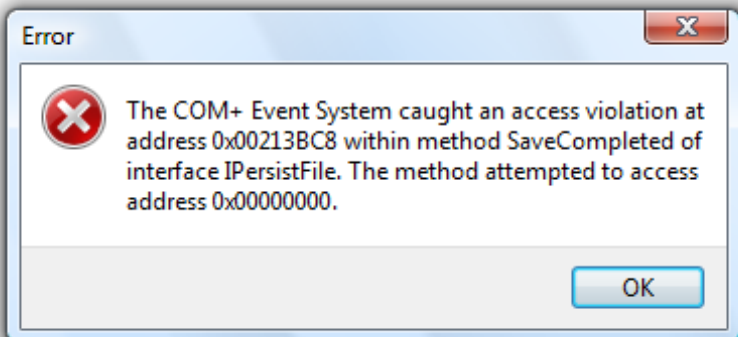 Error
The COM+ Event System caught an access violation at
address 0x00213BC8 within method SaveCompleted of
interface IPersistFile. The method attempted to access
address 0x00000000.
OK